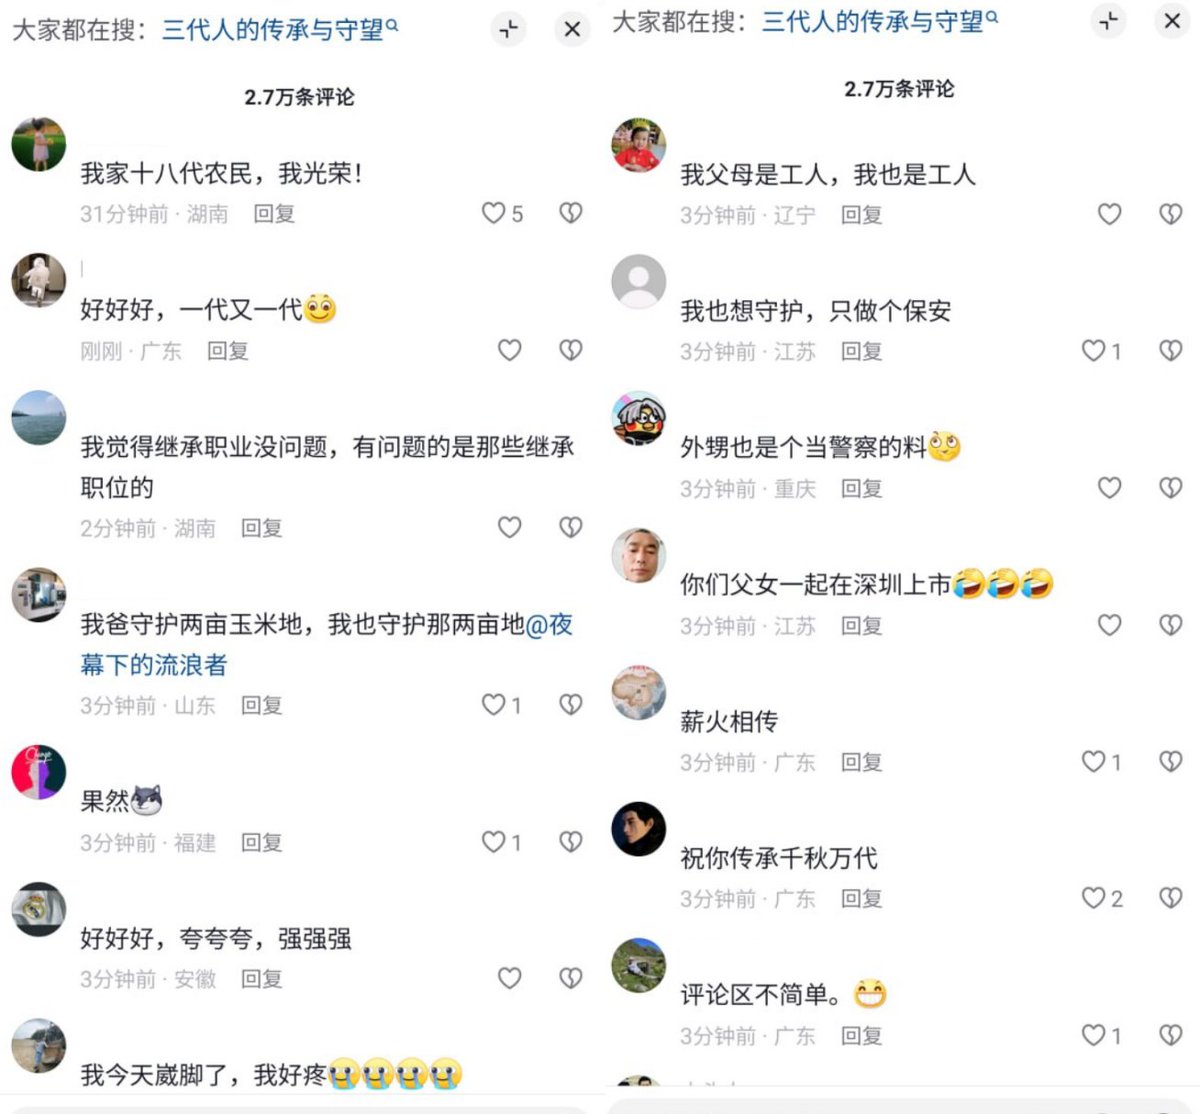 大家都在搜：三代人的传承与守望
2.7万条评论
我家十八代农民，我光荣！
31分钟前 · 湖南 回复 5
好好好，一代又一代
刚刚 · 广东 回复
我觉得继承职业没问题，有问题的是那些继承
职位的
2分钟前 · 湖南 回复
我爸守护两亩玉米地，我也守护那两亩地@夜
幕下的流浪者
3分钟前 · 山东 回复 1
Change
果然
3分钟前 · 福建 回复 1
好好好，夸夸夸，强强强
3分钟前 · 安徽 回复
我今天崴脚了，我好疼
大家都在搜：三代人的传承与守望
2.7万条评论
我父母是工人，我也是工人
3分钟前 · 辽宁 回复
我也想守护，只做个保安
3分钟前 · 江苏 回复 1
外甥也是个当警察的料
3分钟前 · 重庆 回复
你们父女一起在深圳上市
3分钟前 · 江苏 回复
薪火相传
3分钟前 · 广东 回复 1
祝你传承千秋万代
3分钟前 · 广东 回复 2
评论区不简单。
3分钟前 · 广东 回复 1